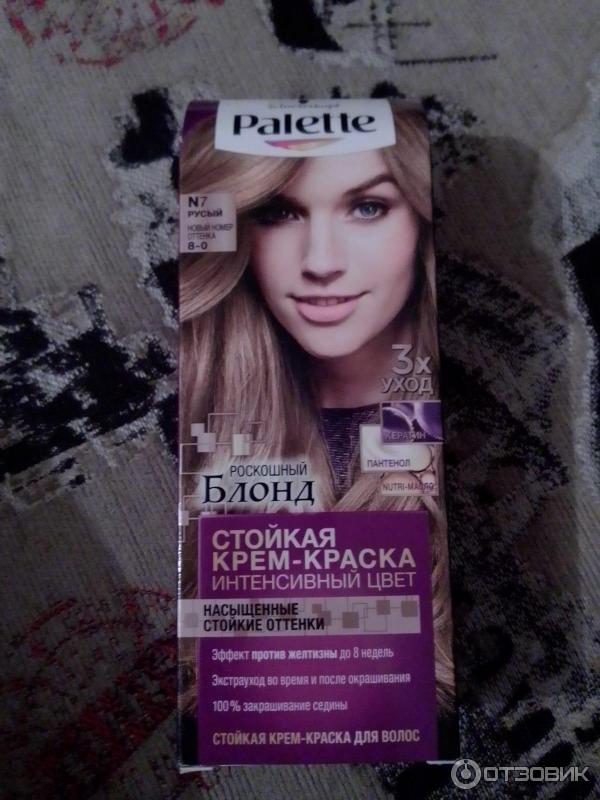 Schwarzkopf
Palette
N7
РУСЫЙ
НОВЫЙ НОМЕР
ОТТЕНКА
8-0
3х
УХОД
КЕРАТИН
ПАНТЕНОЛ
NUTRI-МАСЛО
РОСКОШНЫЙ
БЛОНД
СТОЙКАЯ
КРЕМ-КРАСКА
ИНТЕНСИВНЫЙ ЦВЕТ
НАСЫЩЕННЫЕ
СТОЙКИЕ ОТТЕНКИ
Эффект против желтизны до 8 недель
Экстрауход во время и после окрашивания
100% закрашивание седины
СТОЙКАЯ КРЕМ-КРАСКА ДЛЯ ВОЛОС
ОТЗОВИК